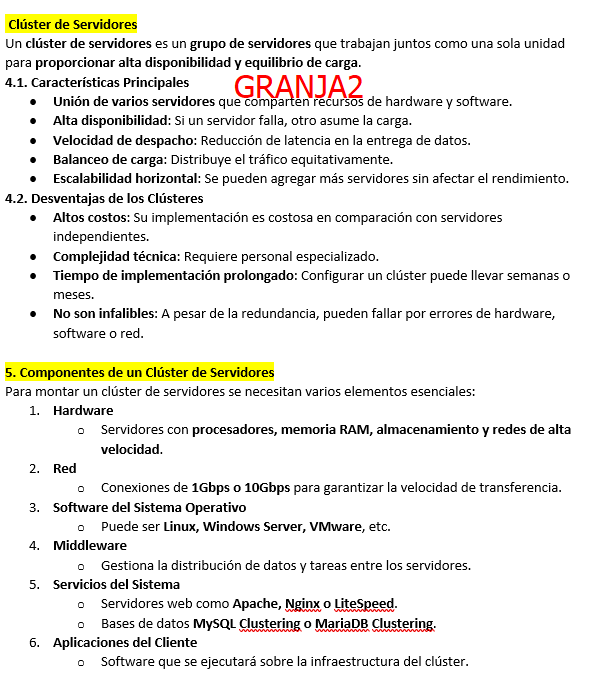 Clúster de Servidores
Un clúster de servidores es un grupo de servidores que trabajan juntos como una sola unidad
para proporcionar alta disponibilidad y equilibrio de carga.
4.1. Características Principales
GRANJA2
● Unión de varios servidores que comparten recursos de hardware y software.
● Alta disponibilidad: Si un servidor falla, otro asume la carga.
● Velocidad de despacho: Reducción de latencia en la entrega de datos.
● Balanceo de carga: Distribuye el tráfico equitativamente.
● Escalabilidad horizontal: Se pueden agregar más servidores sin afectar el rendimiento.
4.2. Desventajas de los Clústeres
● Altos costos: Su implementación es costosa en comparación con servidores
independientes.
● Complejidad técnica: Requiere personal especializado.
● Tiempo de implementación prolongado: Configurar un clúster puede llevar semanas o
meses.
● No son infalibles: A pesar de la redundancia, pueden fallar por errores de hardware,
software o red.
5. Componentes de un Clúster de Servidores
Para montar un clúster de servidores se necesitan varios elementos esenciales:
1. Hardware
o Servidores con procesadores, memoria RAM, almacenamiento y redes de alta
velocidad.
2. Red
o Conexiones de 1Gbps o 10Gbps para garantizar la velocidad de transferencia.
3. Software del Sistema Operativo
o Puede ser Linux, Windows Server, VMware, etc.
4. Middleware
o Gestiona la distribución de datos y tareas entre los servidores.
5. Servicios del Sistema
o Servidores web como Apache, Nginx o LiteSpeed.
o Bases de datos MySQL Clustering o MariaDB Clustering.
6. Aplicaciones del Cliente
o Software que se ejecutará sobre la infraestructura del clúster.